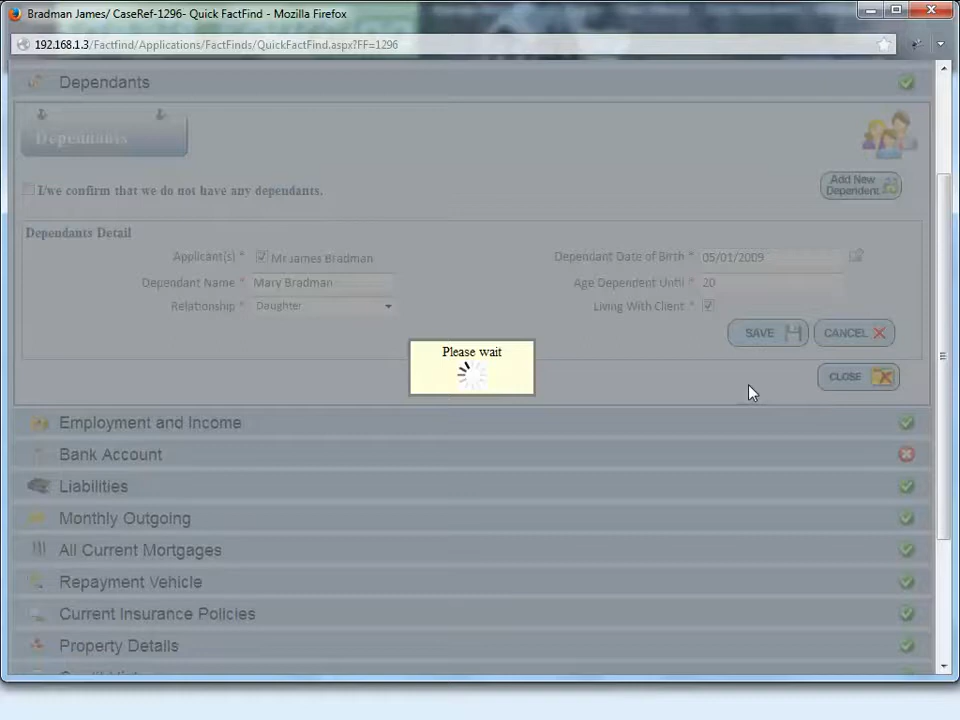 Bradman James/ CaseRef-1296- Quick FactFind - Mozilla Firefox
192.168.1.3/Factfind/Applications/FactFinds/QuickFactFind.aspx?FF=1296
Dependants
Dependants
I/we confirm that we do not have any dependants.
Add New
Dependent
Dependants Detail
Applicant(s) * Mr James Bradman
Dependant Date of Birth * 05/01/2009
Dependant Name * Mary Bradman
Age Dependent Until * 20
Relationship * Daughter
Living With Client *
SAVE
CANCEL
Please wait
CLOSE
Employment and Income
Bank Account
Liabilities
Monthly Outgoing
All Current Mortgages
Repayment Vehicle
Current Insurance Policies
Property Details